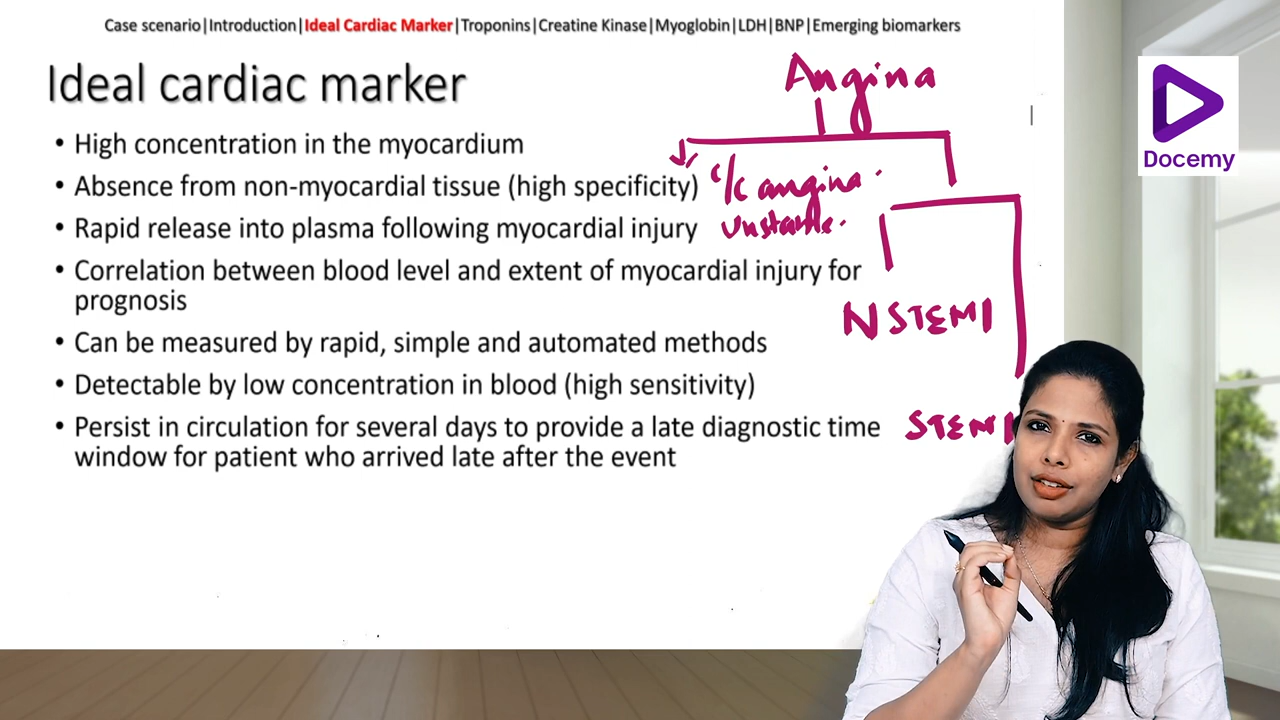 Case scenario|Introduction|Ideal Cardiac Marker|Troponins|Creatine Kinase|Myoglobin|LDH|BNP|Emerging biomarkers
Ideal cardiac marker
• High concentration in the myocardium
• Absence from non-myocardial tissue (high specificity)
• Rapid release into plasma following myocardial injury
• Correlation between blood level and extent of myocardial injury for
prognosis
• Can be measured by rapid, simple and automated methods
• Detectable by low concentration in blood (high sensitivity)
• Persist in circulation for several days to provide a late diagnostic time
window for patient who arrived late after the event
Angina
c/c angina.
Unstable.
NSTEMI
STEMI
Docemy